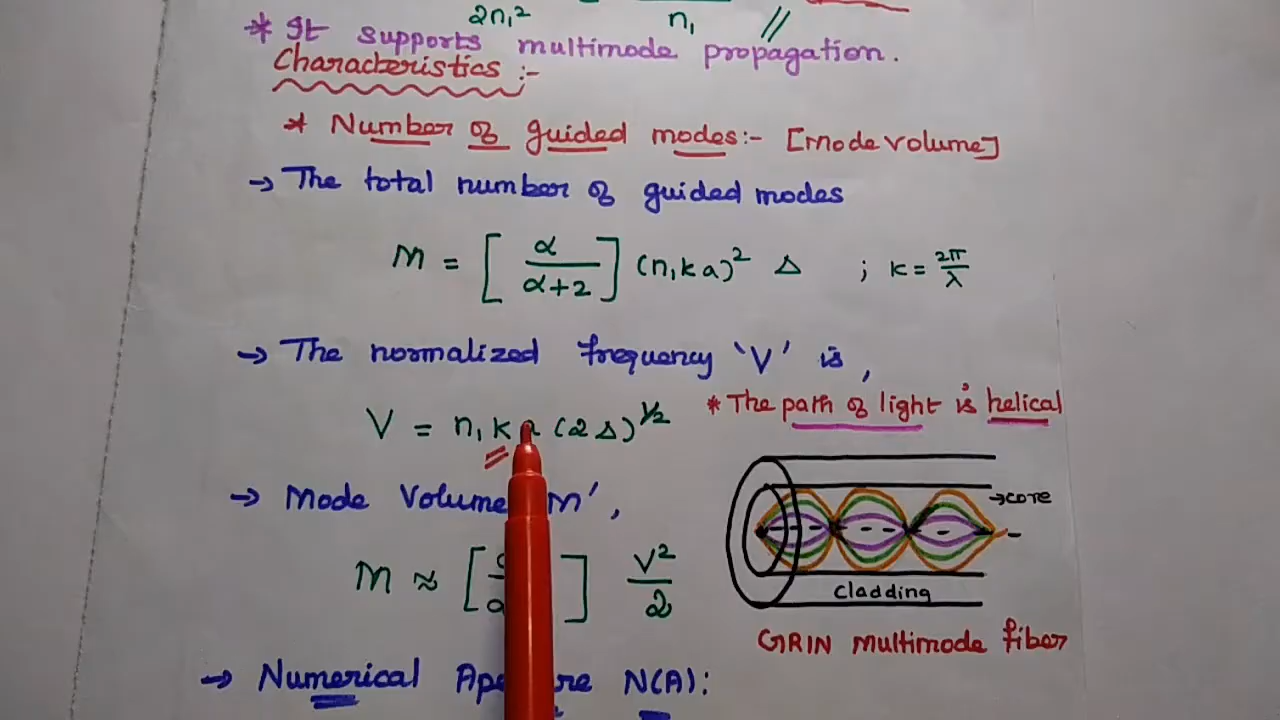 2n₁² n₁ //
* It supports multimode propagation.
Characteristics :-
* Number of guided modes:- [Mode volume]
→ The total number of guided modes
M = [α / α+2] (n₁ka)² Δ ; k = 2π/λ
→ The normalized frequency 'V' is,
V = n₁k (2Δ)^1/2
* The path of light is helical
→ Mode Volume M',
M ≈ [ ] V²/2
→ core
cladding
GRIN multimode fiber
→ Numerical N(A):